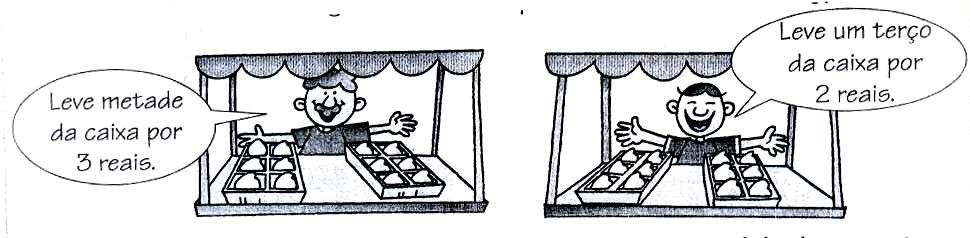 Leve metade
da caixa por
3 reais.
Leve um terço
da caixa por
2 reais.